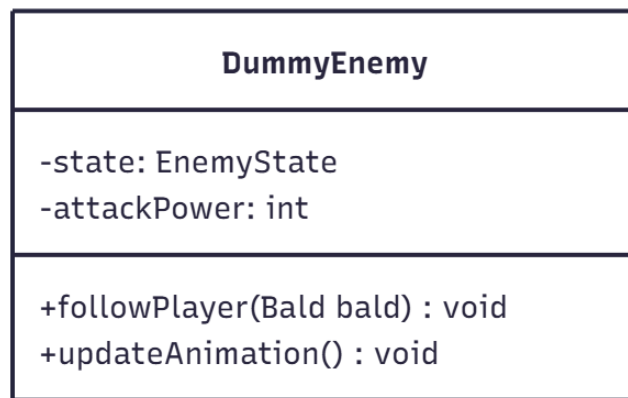 DummyEnemy
-state: EnemyState
-attackPower: int
+followPlayer(Bald bald) : void
+updateAnimation() : void